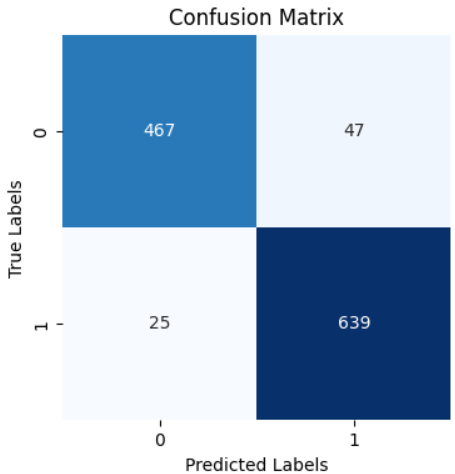 Confusion Matrix
True Labels
0
467
47
1
25
639
0
1
Predicted Labels